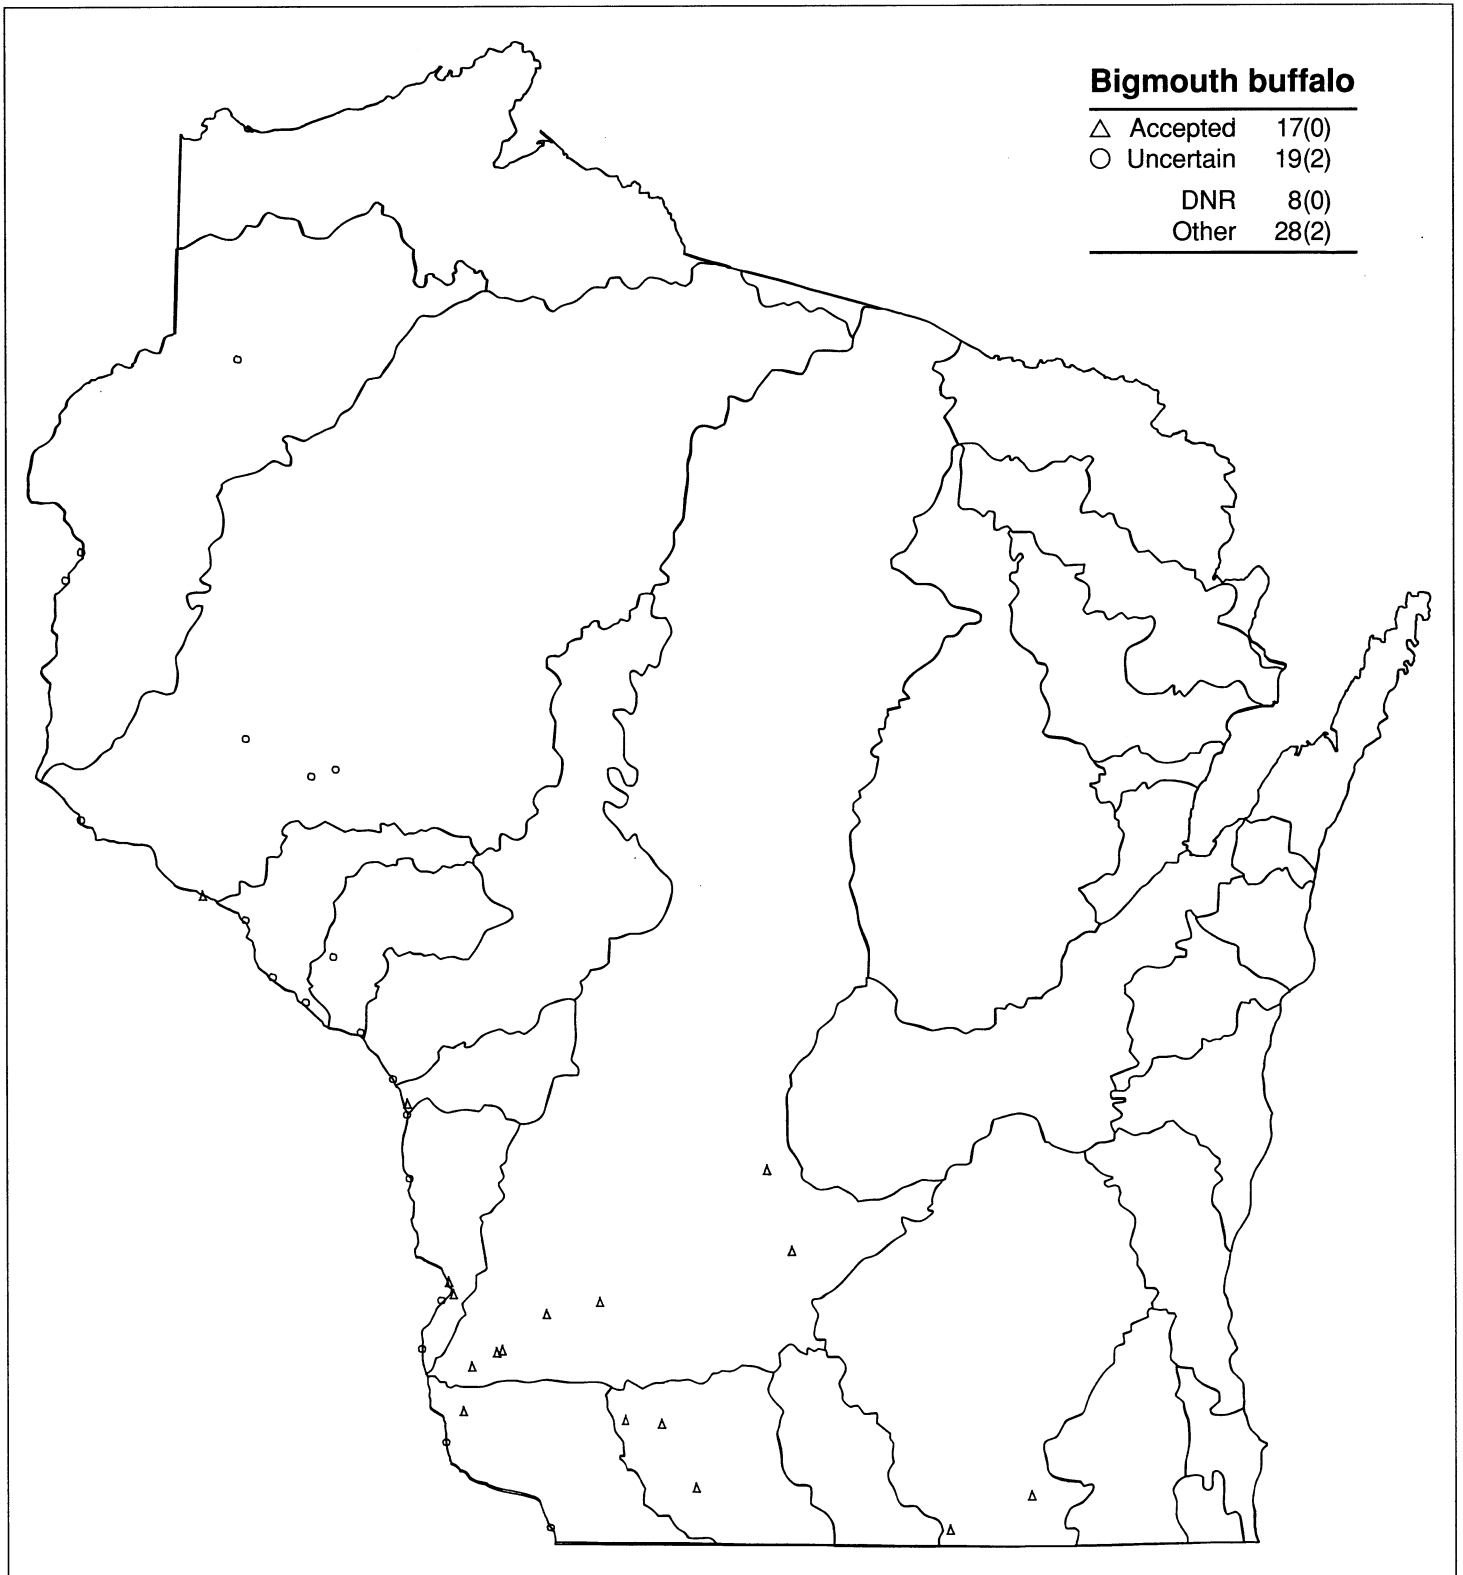 Bigmouth buffalo
△ Accepted 17(0)
○ Uncertain 19(2)
DNR 8(0)
Other 28(2)